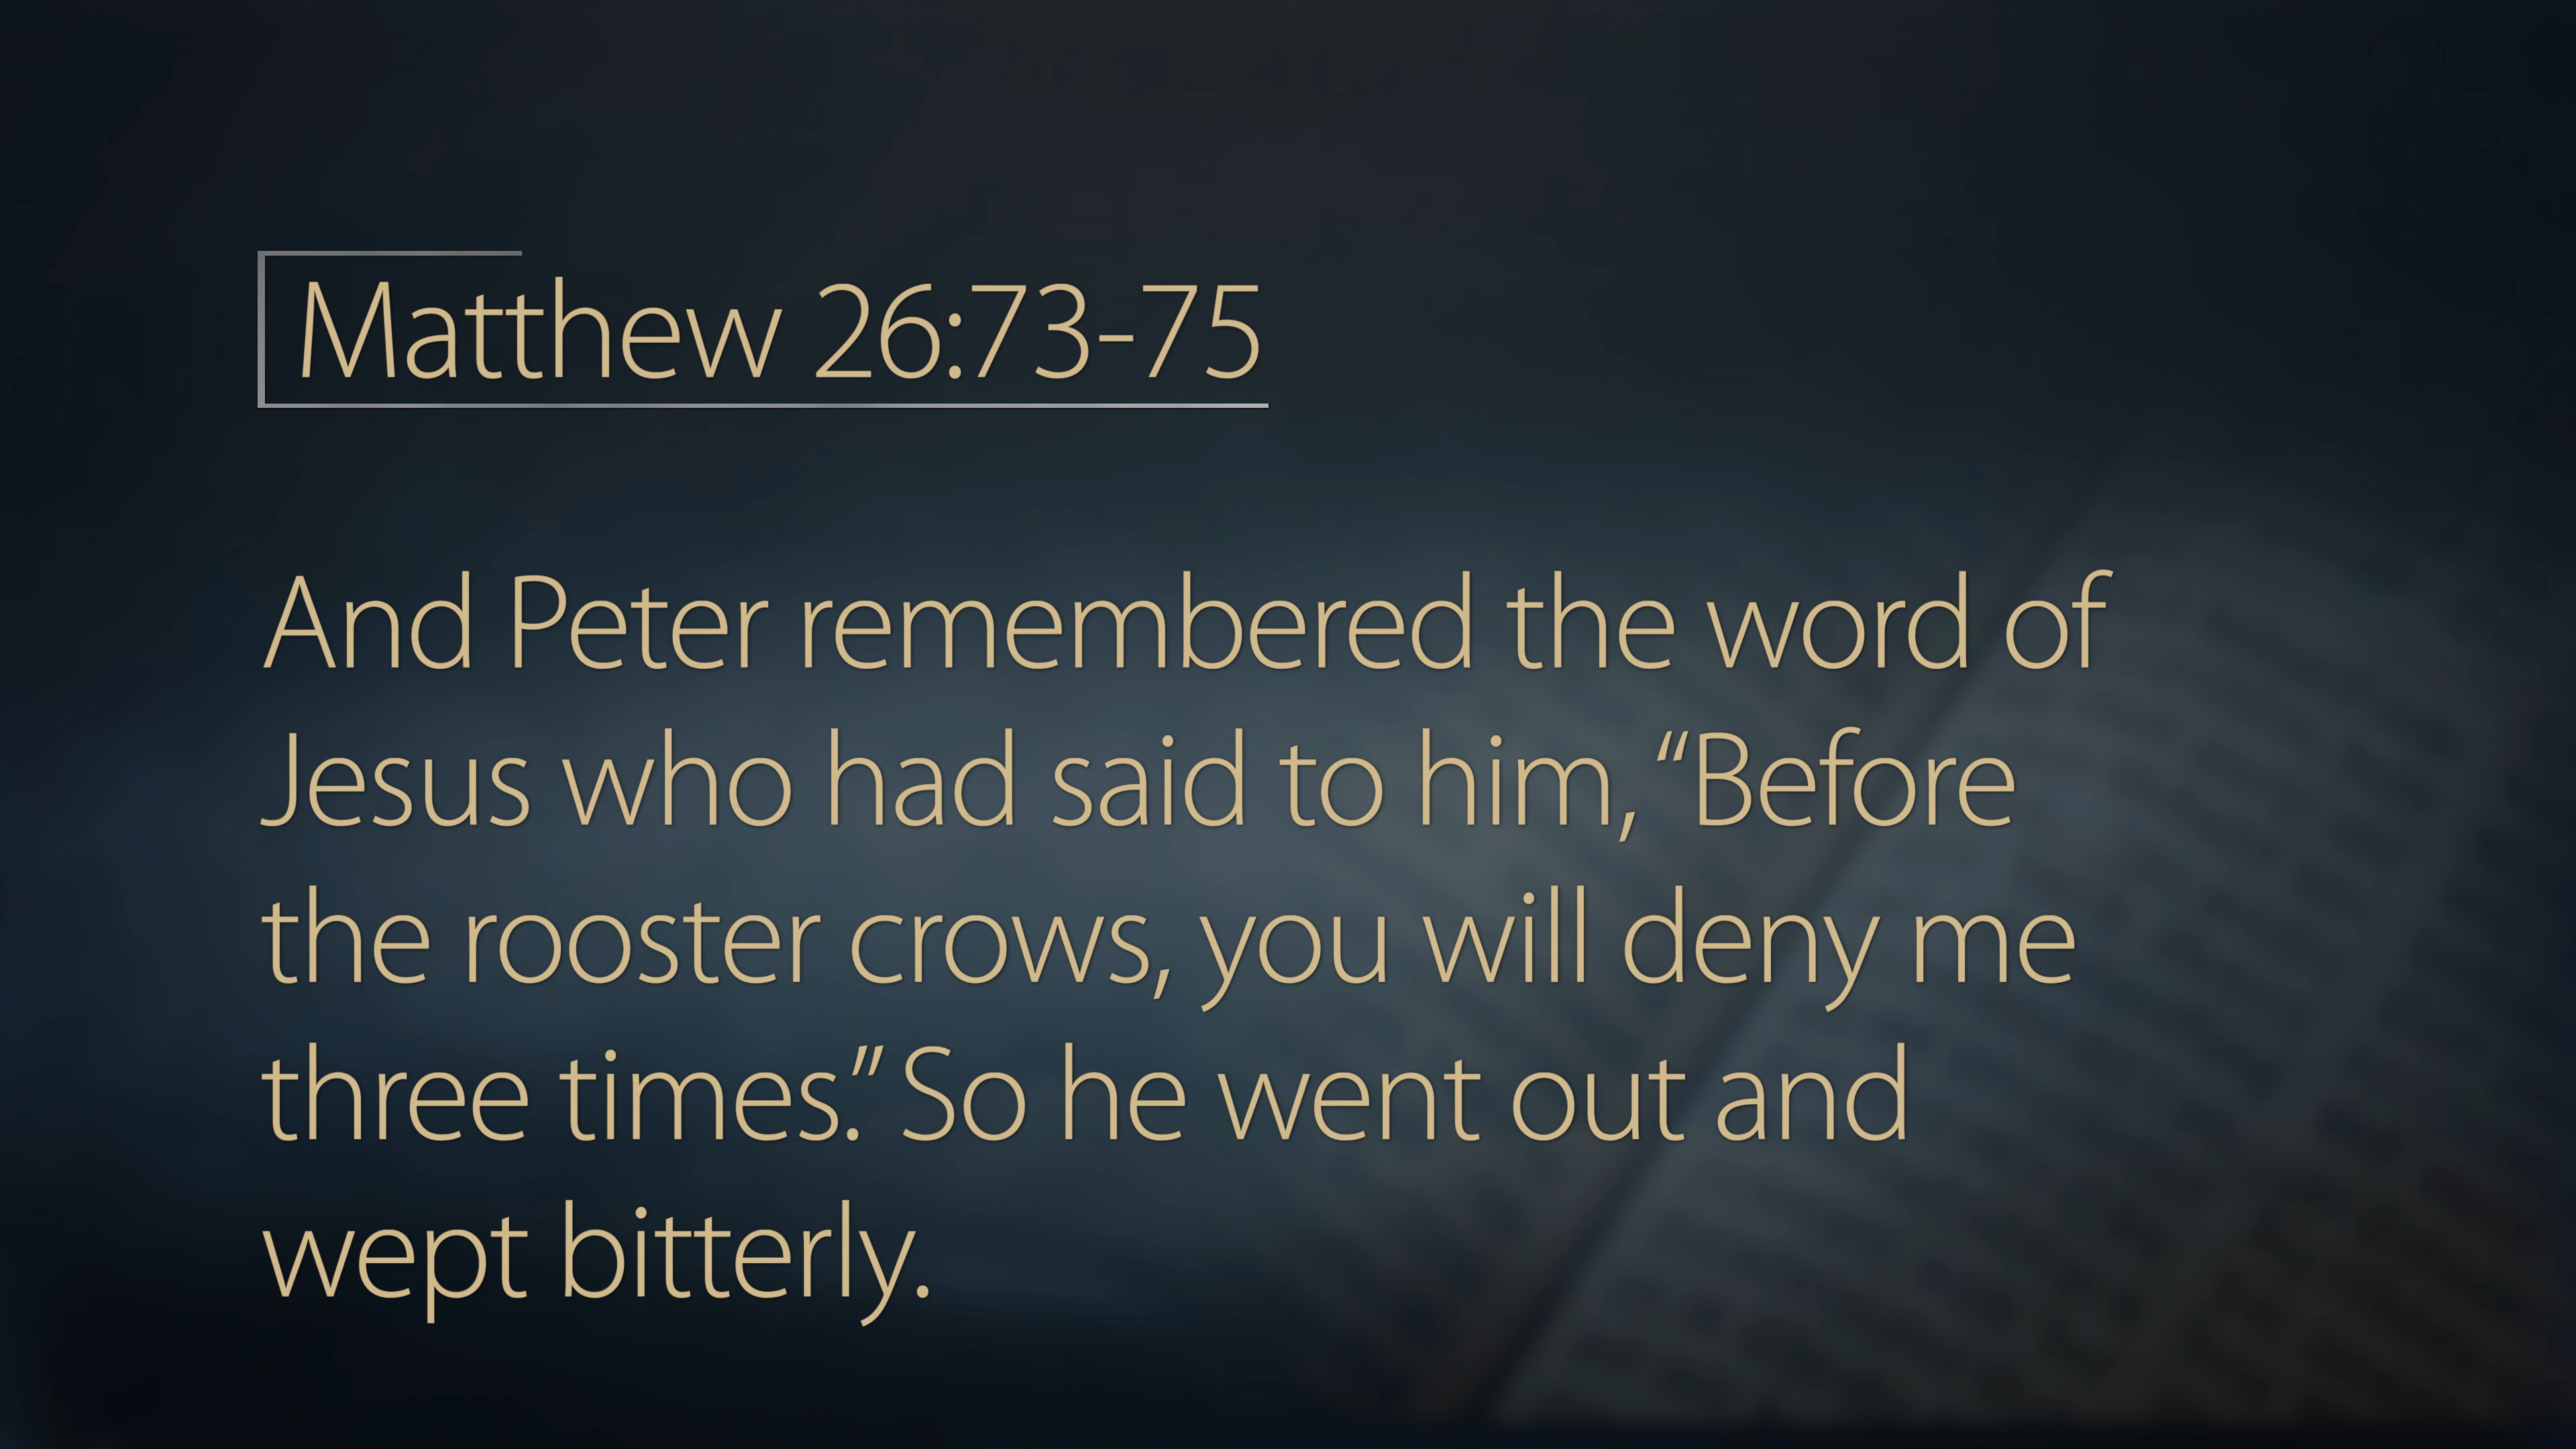 Matthew 26:73-75
And Peter remembered the word of
Jesus who had said to him, “Before
the rooster crows, you will deny me
three times.” So he went out and
wept bitterly.